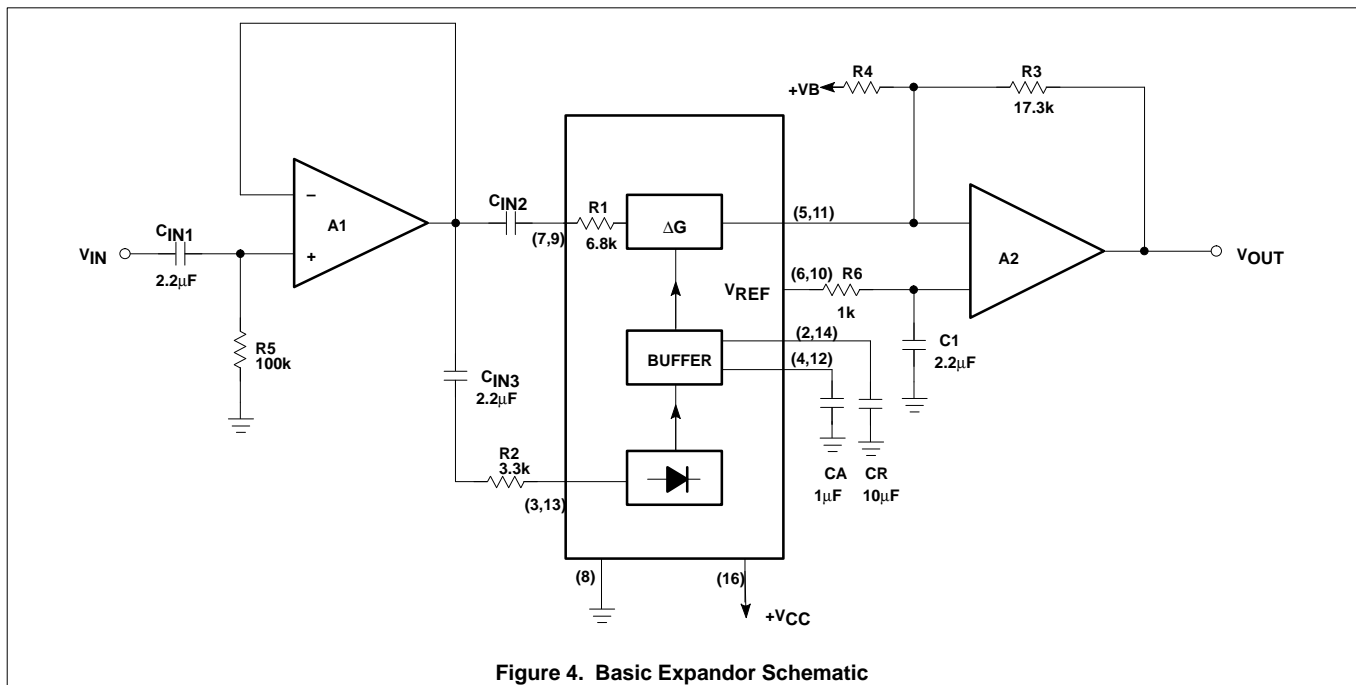 R4
R3
+VB
17.3k
−
A1
+
CIN1
VIN
2.2μF
R5
100k
CIN2
(7,9)
R1
6.8k
ΔG
(5,11)
A2
VOUT
VREF
(6,10)
R6
1k
C1
2.2μF
BUFFER
(2,14)
(4,12)
CIN3
2.2μF
R2
3.3k
(3,13)
CA
1μF
CR
10μF
(8)
(16)
+VCC
Figure 4. Basic Expandor Schematic